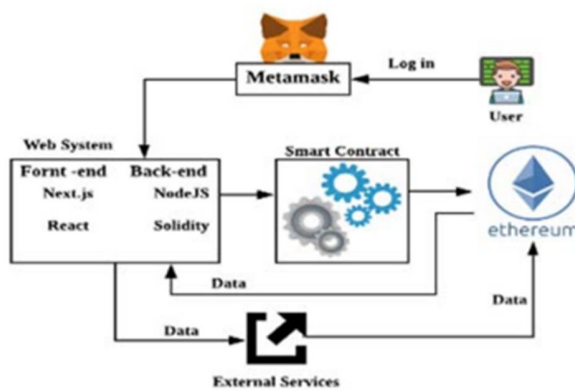 Metamask
Log in
User
Web System
Fornt -end Back-end
Next.js NodeJS
React Solidity
Smart Contract
ethereum
Data
Data
Data
External Services